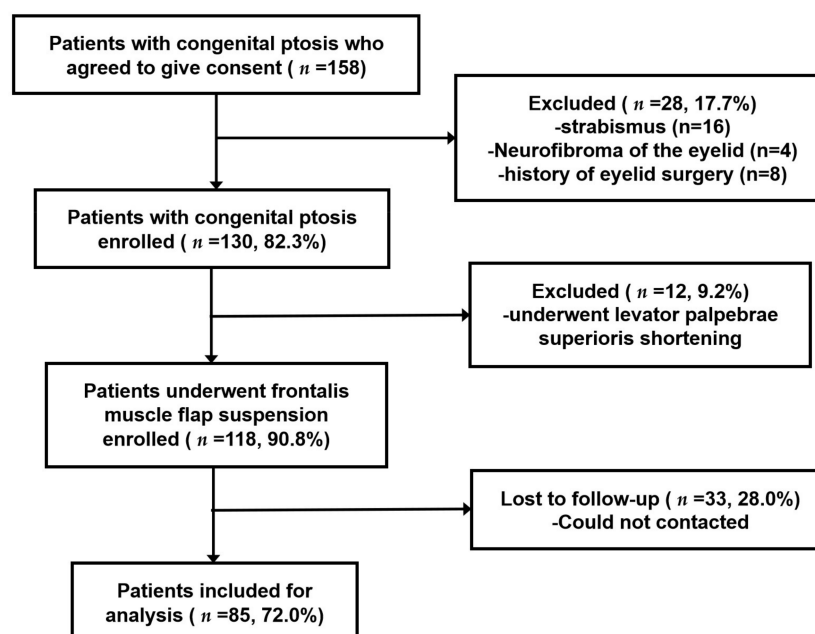 Patients with congenital ptosis who
agreed to give consent ( n =158)
Excluded ( n =28, 17.7%)
-strabismus (n=16)
-Neurofibroma of the eyelid (n=4)
-history of eyelid surgery (n=8)
Patients with congenital ptosis
enrolled ( n =130, 82.3%)
Excluded ( n =12, 9.2%)
-underwent levator palpebrae
superioris shortening
Patients underwent frontalis
muscle flap suspension
enrolled ( n =118, 90.8%)
Lost to follow-up ( n =33, 28.0%)
-Could not contacted
Patients included for
analysis ( n =85, 72.0%)